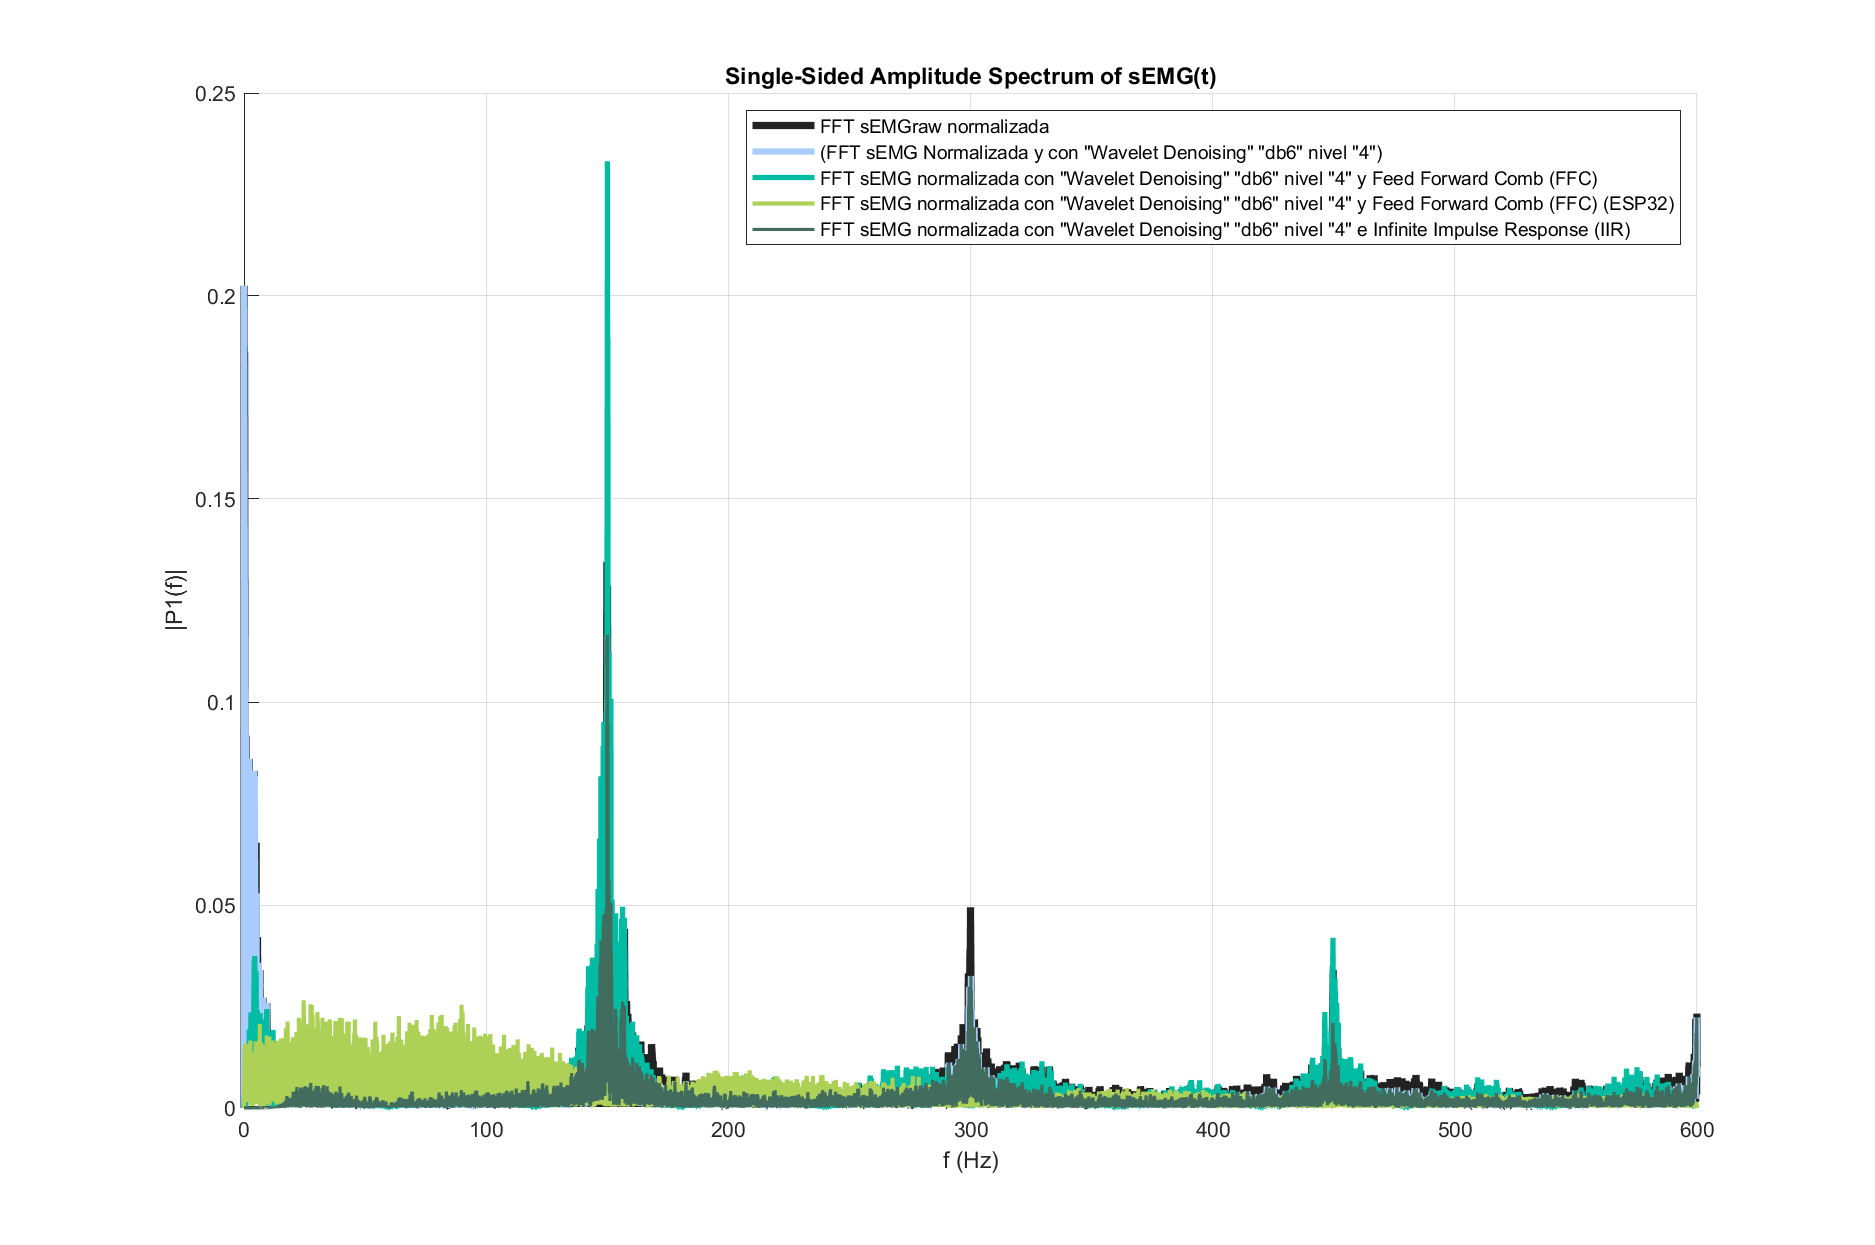 Single-Sided Amplitude Spectrum of sEMG(t)
FFT sEMGraw normalizada
(FFT sEMG Normalizada y con "Wavelet Denoising" "db6" nivel "4")
FFT sEMG normalizada con "Wavelet Denoising" "db6" nivel "4" y Feed Forward Comb (FFC)
FFT sEMG normalizada con "Wavelet Denoising" "db6" nivel "4" y Feed Forward Comb (FFC) (ESP32)
FFT sEMG normalizada con "Wavelet Denoising" "db6" nivel "4" e Infinite Impulse Response (IIR)
0.25
0.2
0.15
0.1
0.05
0
|P1(f)|
0 100 200 300 400 500 600
f (Hz)